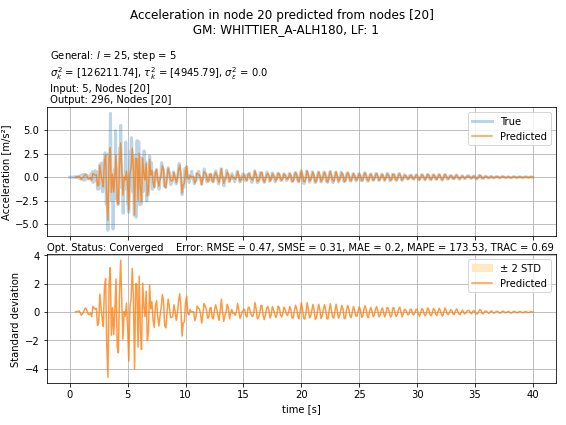 Acceleration in node 20 predicted from nodes [20]
GM: WHITTIER_A-ALH180, LF: 1
General: l = 25, step = 5
σ²ₖ = [126211.74], τ²ₖ = [4945.79], σ²ε = 0.0
Input: 5, Nodes [20]
Output: 296, Nodes [20]
Acceleration [m/s²]
5.0
2.5
0.0
−2.5
−5.0
True
Predicted
Opt. Status: Converged Error: RMSE = 0.47, SMSE = 0.31, MAE = 0.2, MAPE = 173.53, TRAC = 0.69
Standard deviation
4
2
0
−2
−4
± 2 STD
Predicted
0 5 10 15 20 25 30 35 40
time [s]